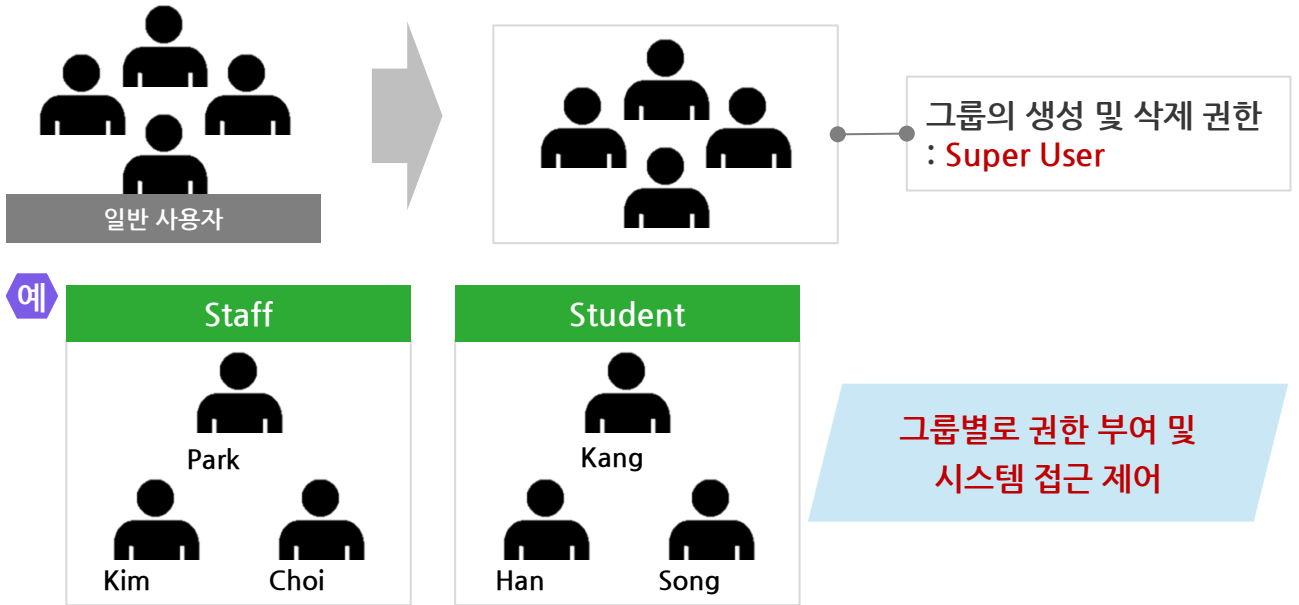 일반 사용자
그룹의 생성 및 삭제 권한
: Super User
예
Staff
Park
Kim
Choi
Student
Kang
Han
Song
그룹별로 권한 부여 및
시스템 접근 제어